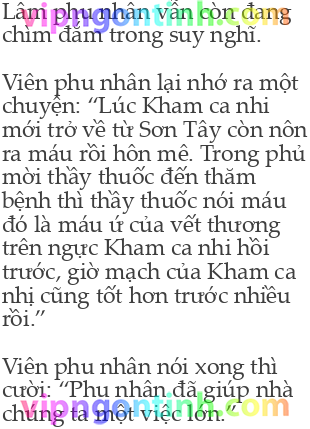 Lâm phu nhân vẫn còn đang
vipngontinh.com
chìm đắm trong suy nghĩ.
Viên phu nhân lại nhớ ra một
chuyện: “Lúc Kham ca nhi
mới trở về từ Sơn Tây còn nôn
ra máu rồi hôn mê. Trong phủ
mời thầy thuốc đến thăm
bệnh thì thầy thuốc nói máu
đó là máu ứ của vết thương
trên ngực Kham ca nhi hồi
trước, giờ mạch của Kham ca
nhị cũng tốt hơn trước nhiều
rồi.”
Viên phu nhân nói xong thì
cười: “Phu nhân đã giúp nhà
chúng ta một việc lớn.”
vipngontinh.com